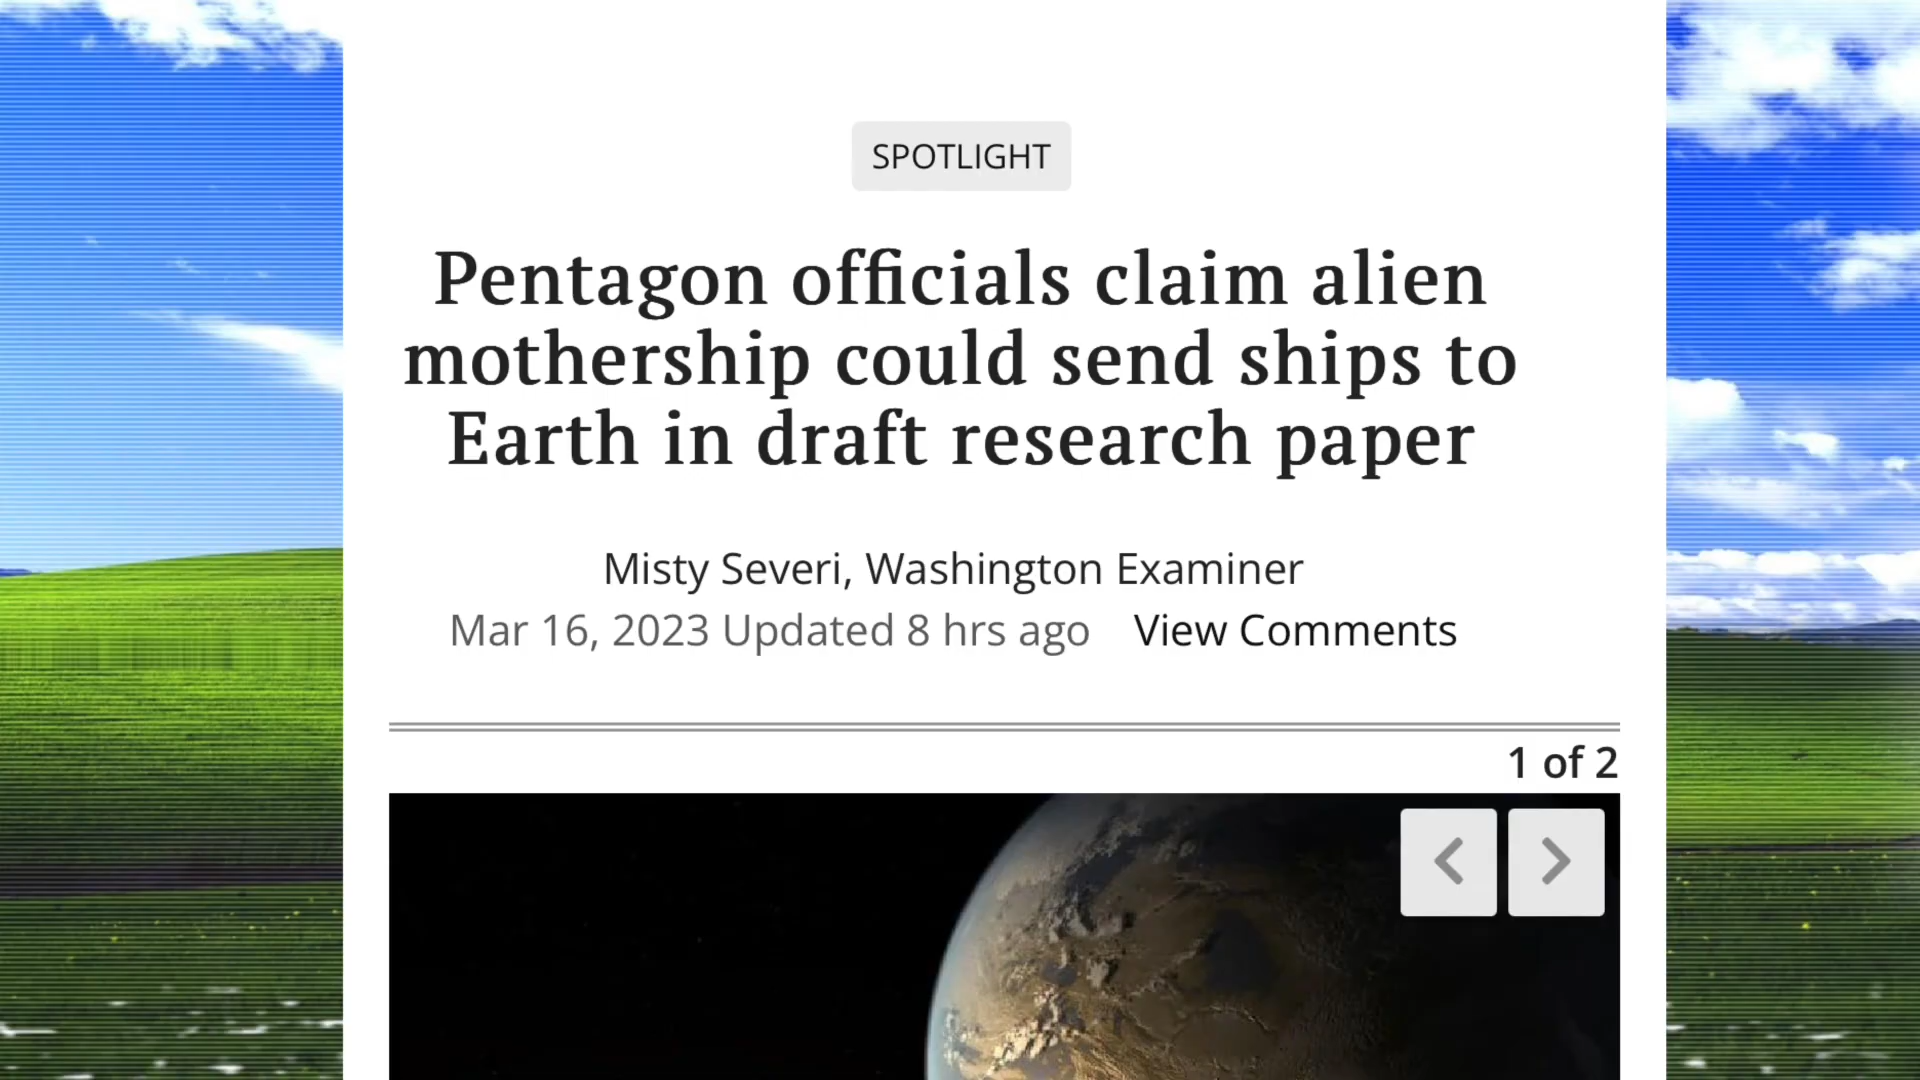 SPOTLIGHT
Pentagon officials claim alien
mothership could send ships to
Earth in draft research paper
Misty Severi, Washington Examiner
Mar 16, 2023 Updated 8 hrs ago View Comments
1 of 2